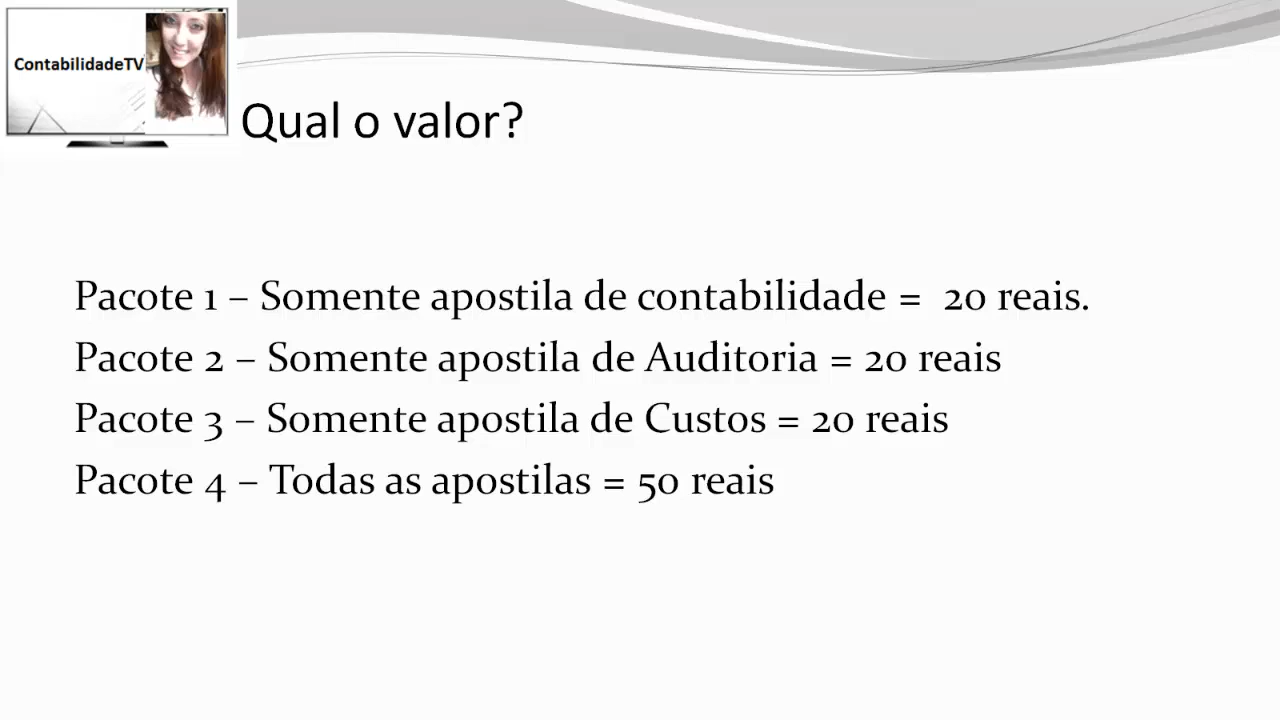 ContabilidadeTV
Qual o valor?
Pacote 1 – Somente apostila de contabilidade = 20 reais.
Pacote 2 – Somente apostila de Auditoria = 20 reais
Pacote 3 – Somente apostila de Custos = 20 reais
Pacote 4 – Todas as apostilas = 50 reais